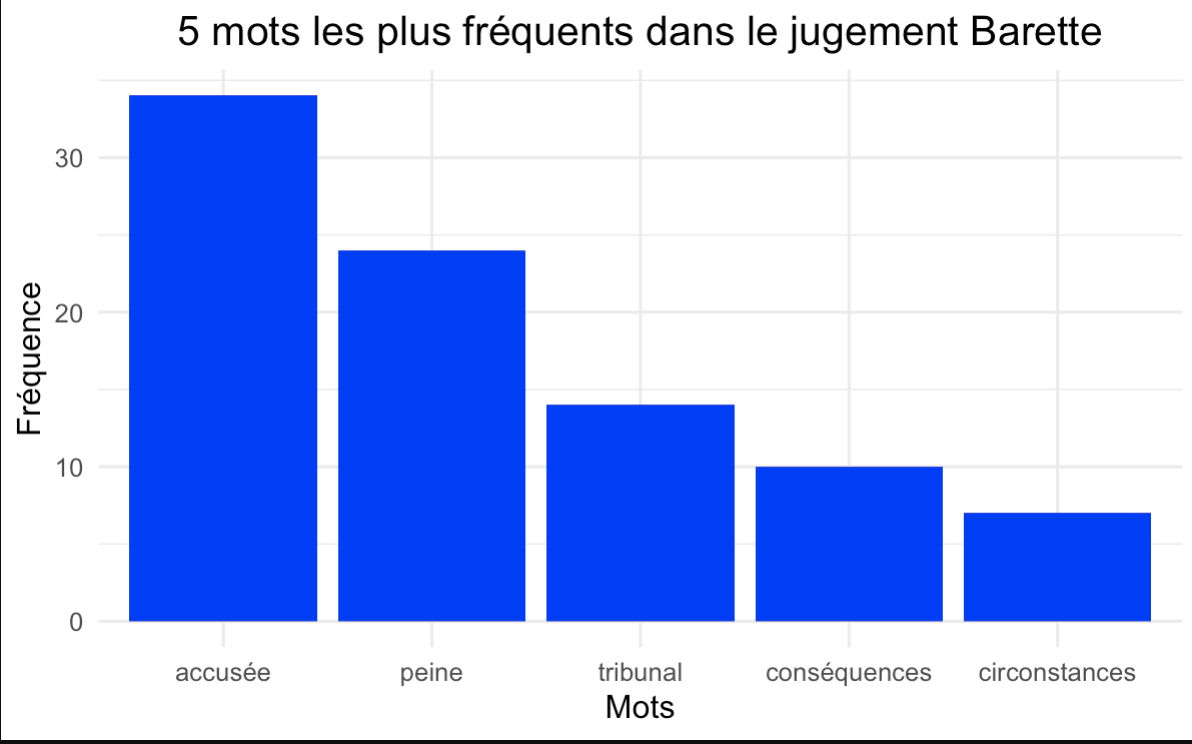 5 mots les plus fréquents dans le jugement Barette
30
20
10
0
Fréquence
accusée peine tribunal conséquences circonstances
Mots